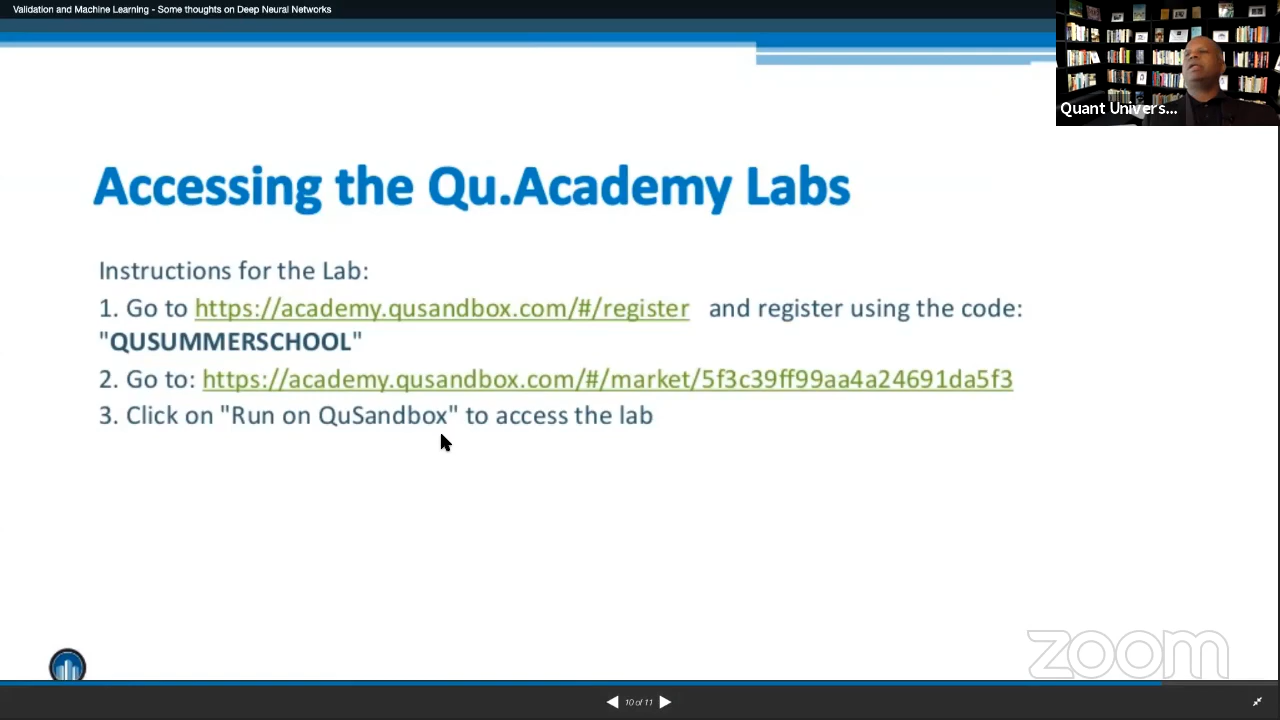 Validation and Machine Learning - Some thoughts on Deep Neural Networks
Quant Univers...
Accessing the Qu.Academy Labs
Instructions for the Lab:
1. Go to https://academy.qusandbox.com/#/register and register using the code:
"QUSUMMERSCHOOL"
2. Go to: https://academy.qusandbox.com/#/market/5f3c39ff99aa4a24691da5f3
3. Click on "Run on QuSandbox" to access the lab
zoom
10 of 11